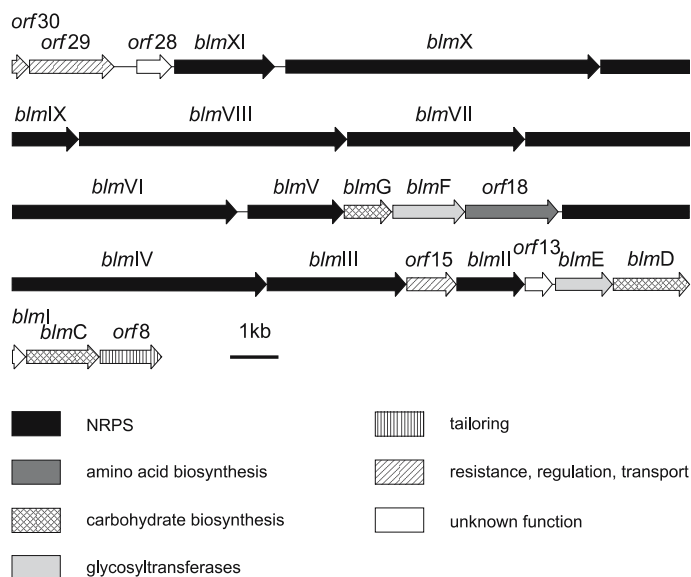 orf30
orf29 orf28 blmXI blmX
blmIX blmVIII blmVII
blmVI blmV blmG blmF orf18
blmIV blmIII orf15 blmII orf13 blmE blmD
blmI
blmC orf8 1kb
NRPS
tailoring
amino acid biosynthesis
resistance, regulation, transport
carbohydrate biosynthesis
unknown function
glycosyltransferases